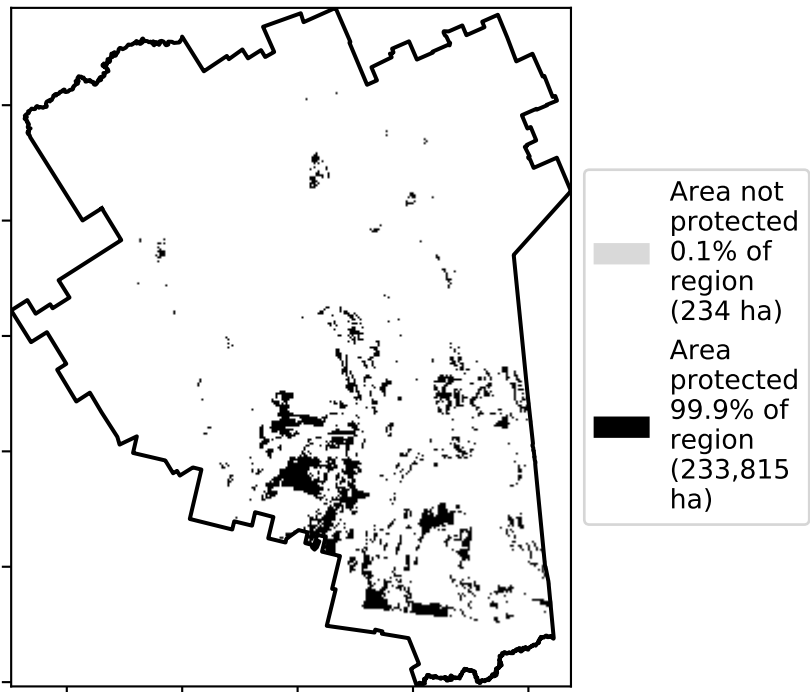 Area not
protected
0.1% of
region
(234 ha)
Area
protected
99.9% of
region
(233,815
ha)